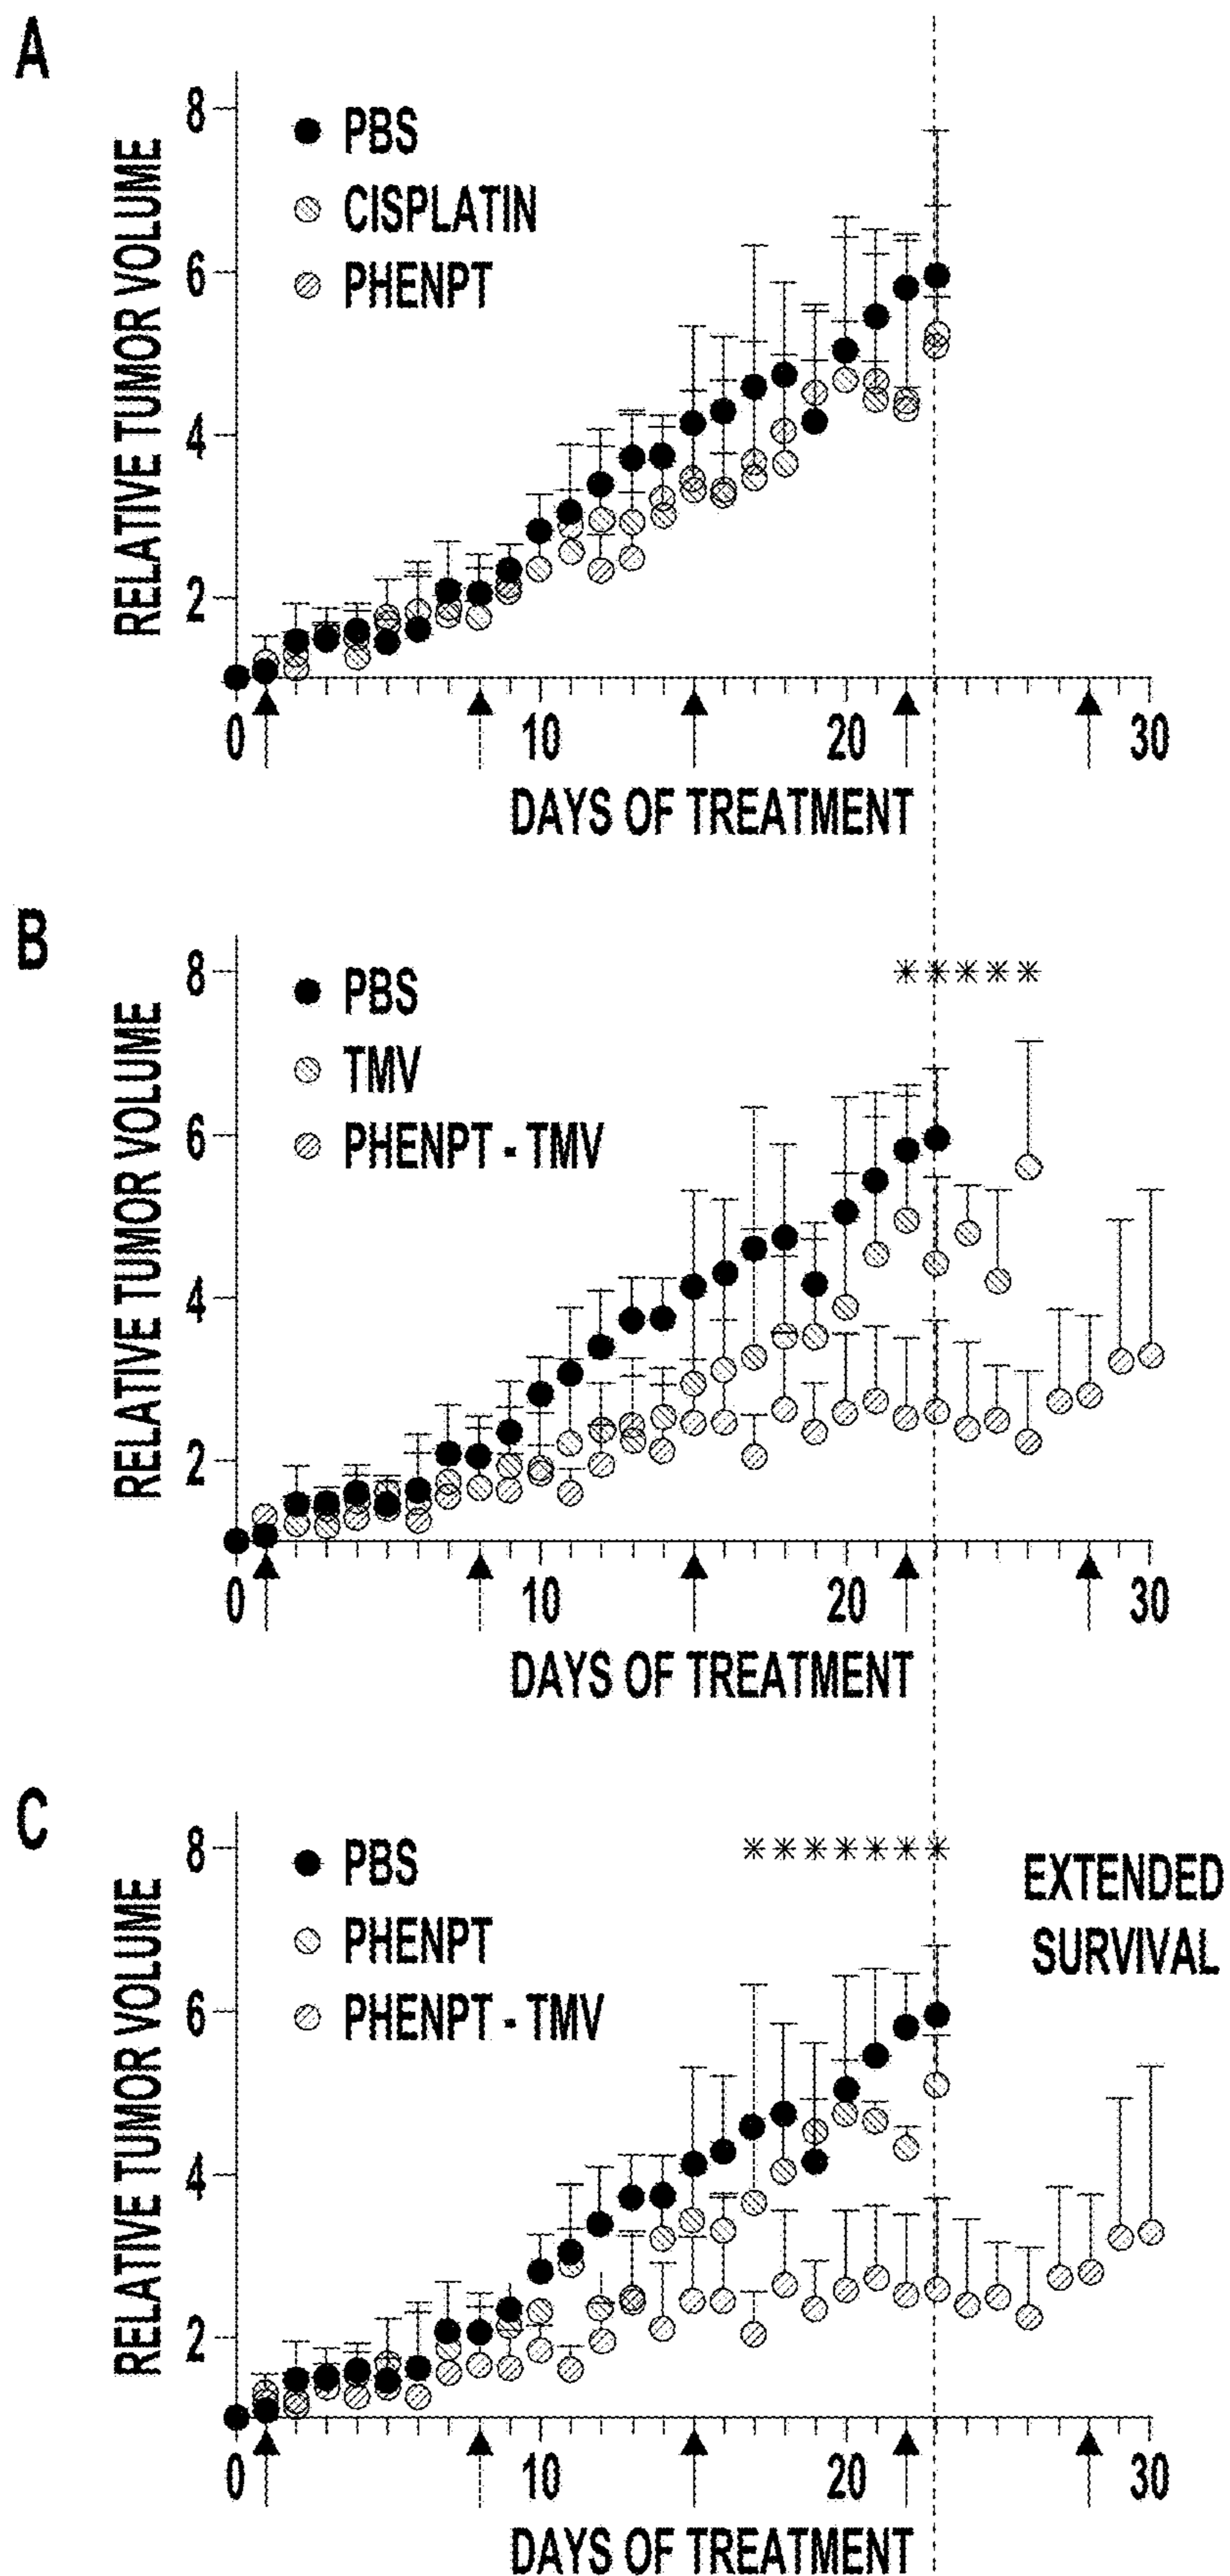 A
RELATIVE TUMOR VOLUME
8
6
4
2
PBS
CISPLATIN
PHENPT
0 10 20 30
DAYS OF TREATMENT
B
RELATIVE TUMOR VOLUME
8
6
4
2
PBS
TMV
PHENPT - TMV
* * * * *
0 10 20 30
DAYS OF TREATMENT
C
RELATIVE TUMOR VOLUME
8
6
4
2
PBS
PHENPT
PHENPT - TMV
* * * * * * *
EXTENDED
SURVIVAL
0 10 20 30
DAYS OF TREATMENT